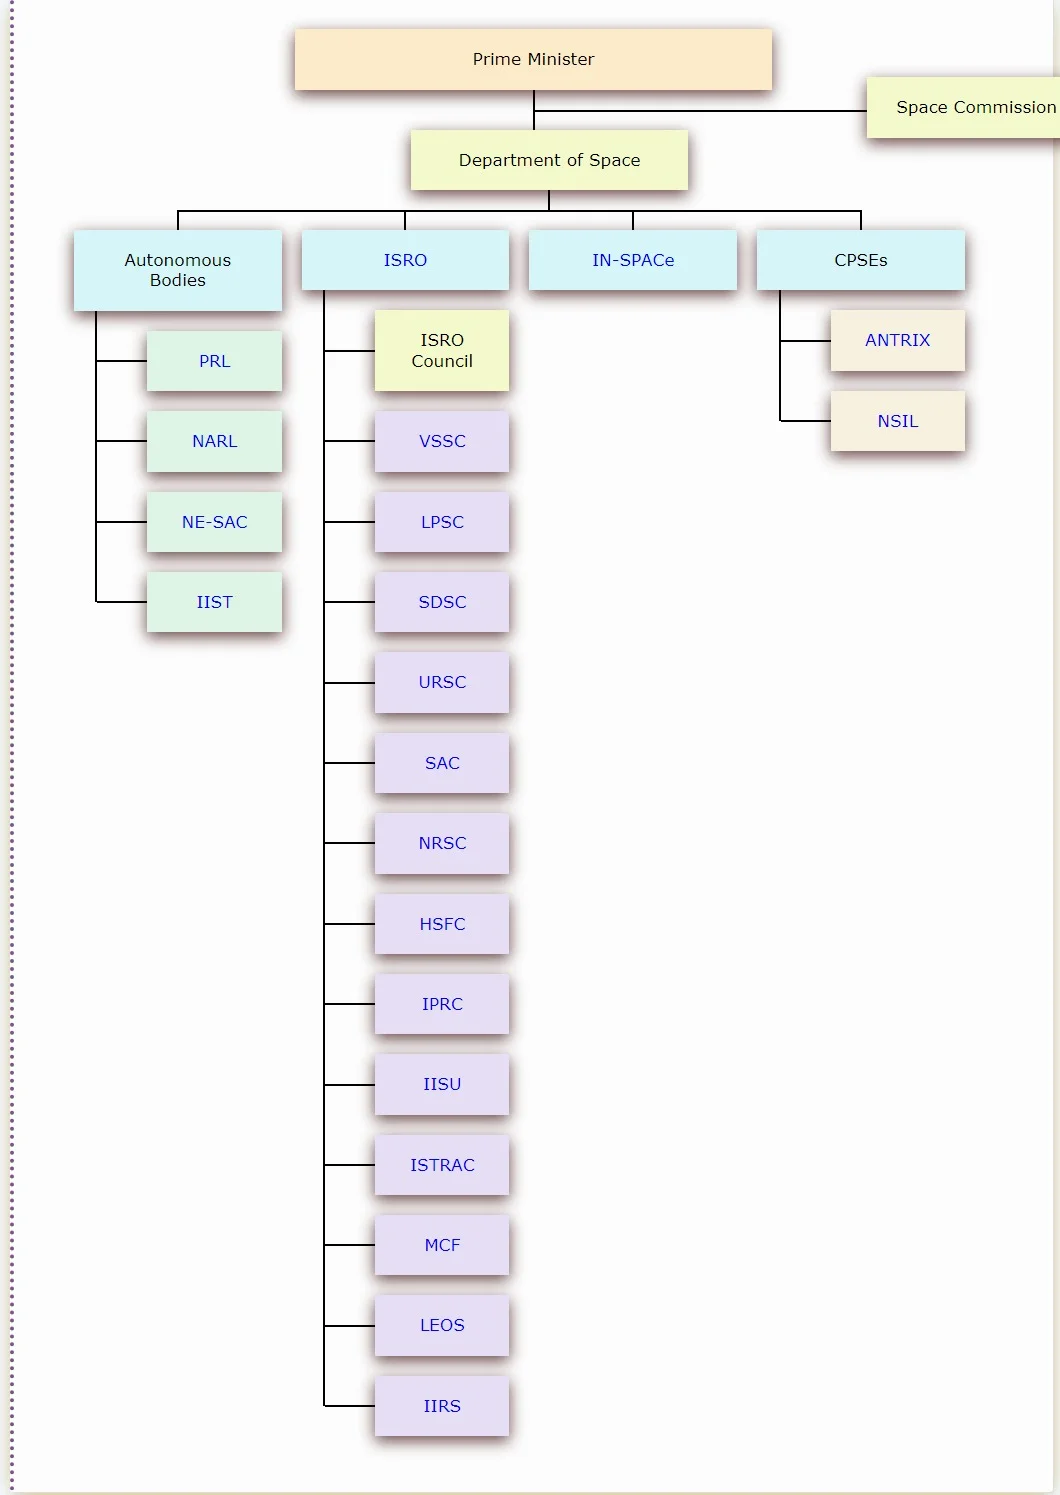 Prime Minister
Space Commission
Department of Space
Autonomous
Bodies
ISRO
IN-SPACe
CPSEs
PRL
NARL
NE-SAC
IIST
ISRO
Council
VSSC
LPSC
SDSC
URSC
SAC
NRSC
HSFC
IPRC
IISU
ISTRAC
MCF
LEOS
IIRS
ANTRIX
NSIL